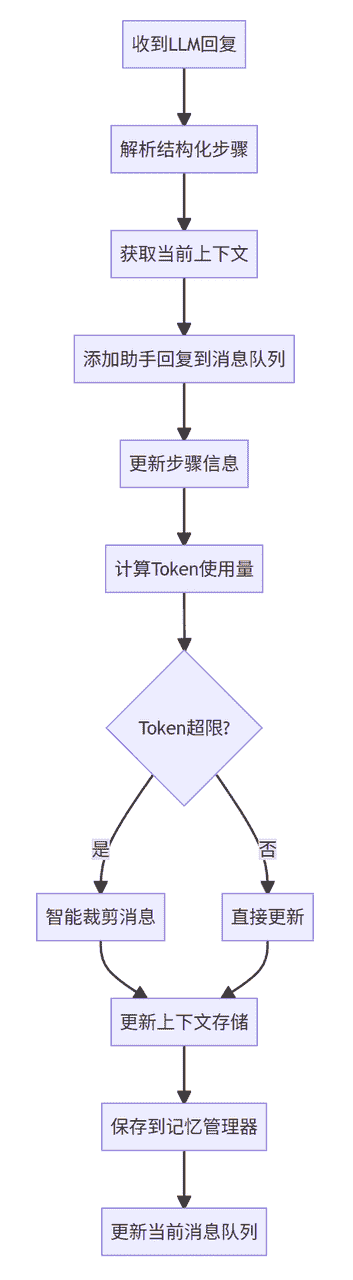 收到LLM回复
解析结构化步骤
获取当前上下文
添加助手回复到消息队列
更新步骤信息
计算Token使用量
Token超限?
是
否
智能裁剪消息
直接更新
更新上下文存储
保存到记忆管理器
更新当前消息队列